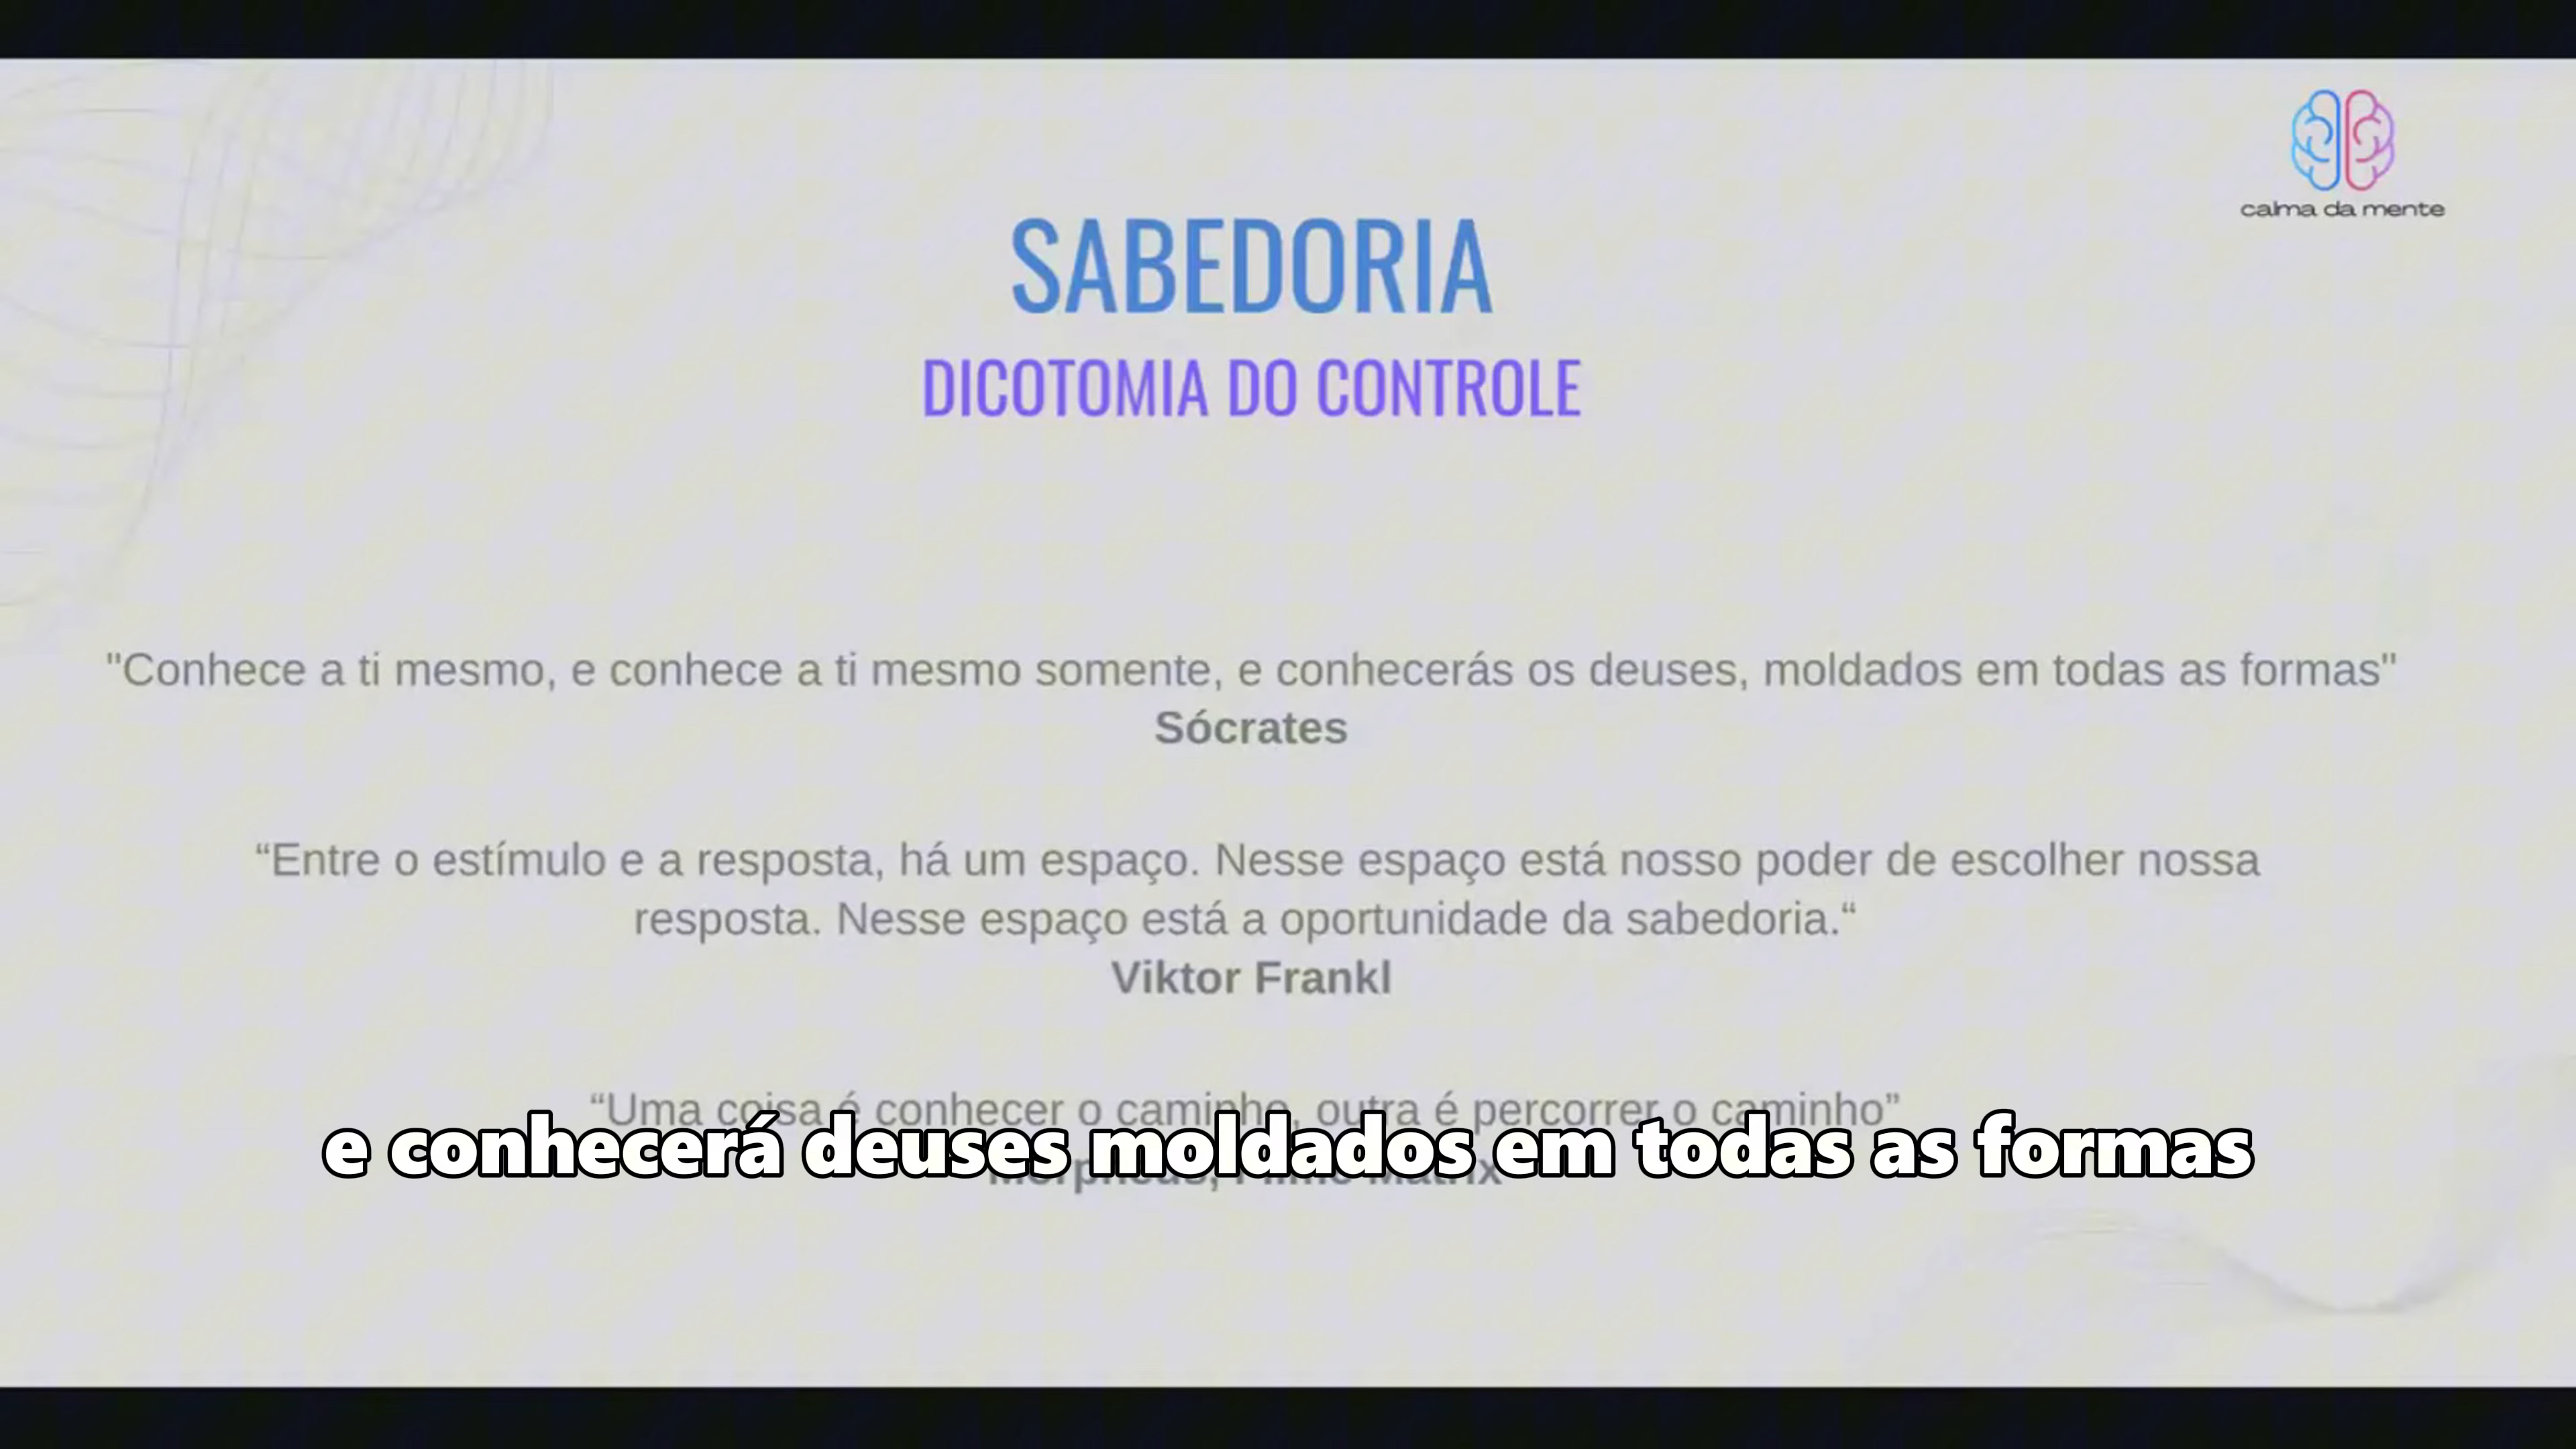 calma da mente
SABEDORIA
DICOTOMIA DO CONTROLE
"Conhece a ti mesmo, e conhece a ti mesmo somente, e conhecerás os deuses, moldados em todas as formas"
Sócrates
“Entre o estímulo e a resposta, há um espaço. Nesse espaço está nosso poder de escolher nossa
resposta. Nesse espaço está a oportunidade da sabedoria.“
Viktor Frankl
“Uma coisa é conhecer o caminho, outra é percorrer o caminho”
e conhecerá deuses moldados em todas as formas